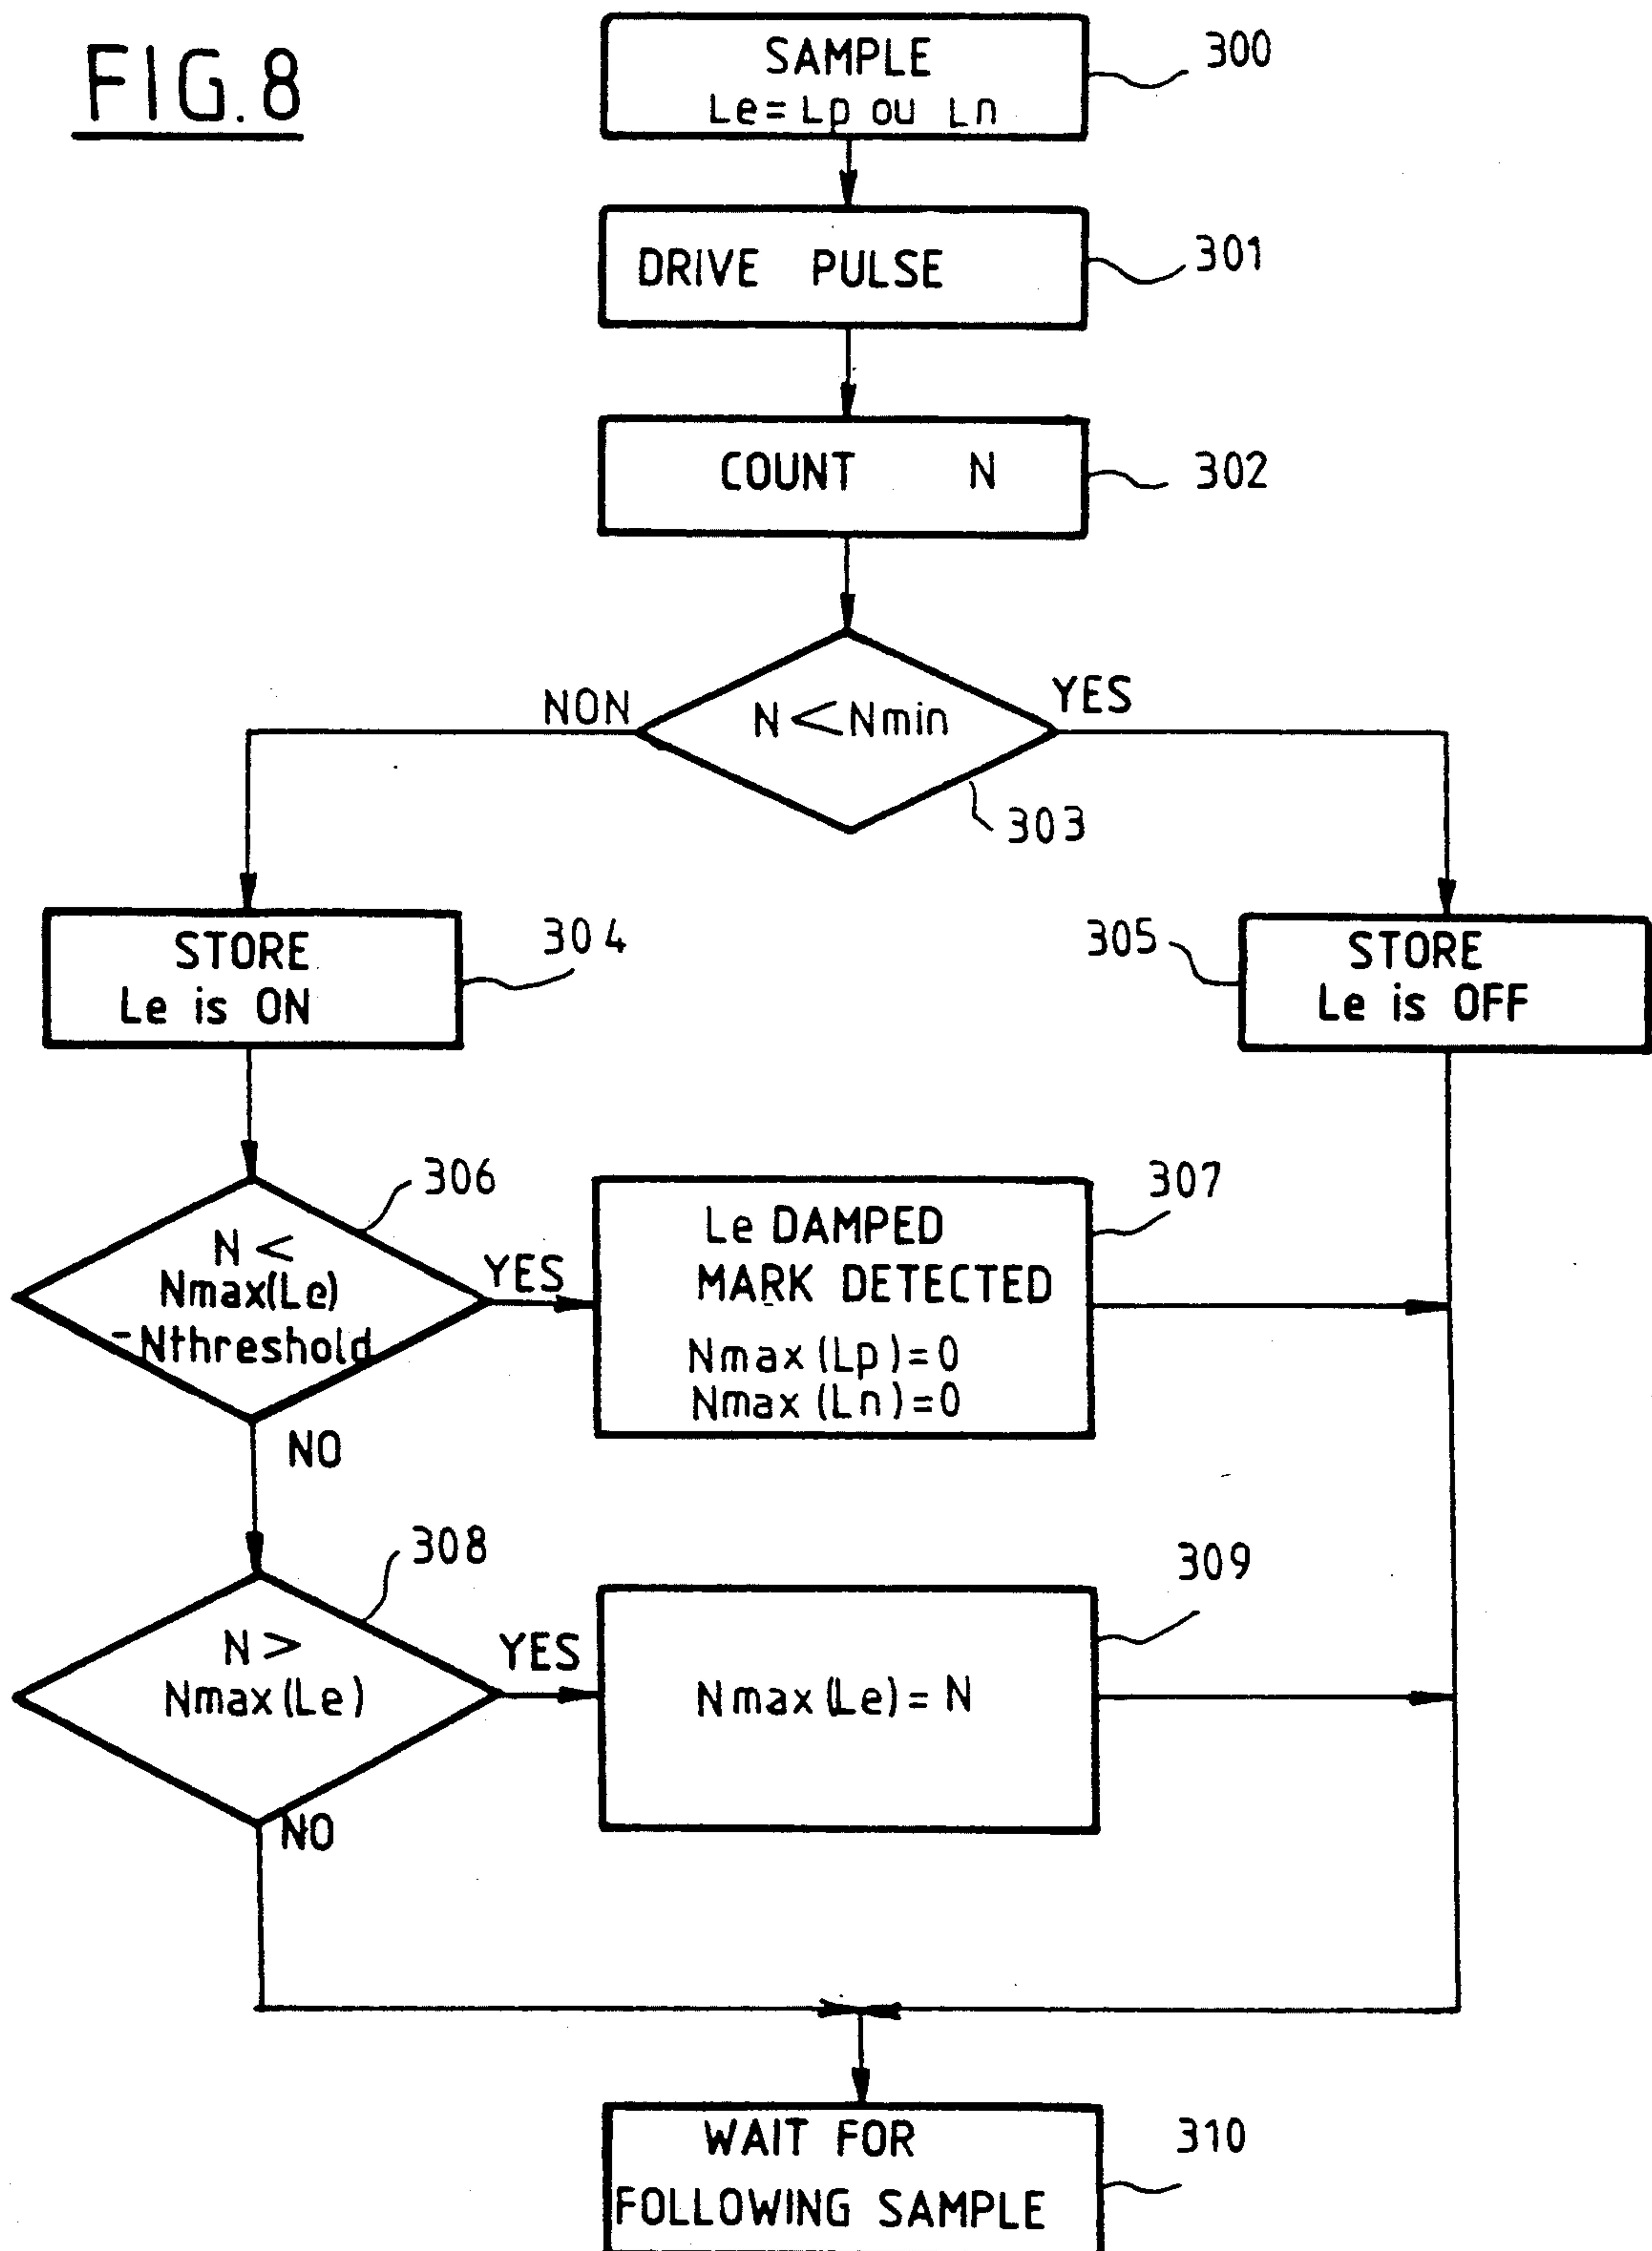 FIG. 8
SAMPLE
Le = Lp ou Ln
300
DRIVE PULSE
301
COUNT N
302
NON
N < Nmin
YES
303
STORE
Le is ON
304
305
STORE
Le is OFF
306
N <
Nmax(Le)
-Nthreshold
YES
NO
307
Le DAMPED
MARK DETECTED
Nmax (Lp) = 0
Nmax (Ln) = 0
308
N >
Nmax (Le)
YES
NO
309
Nmax (Le) = N
WAIT FOR
FOLLOWING SAMPLE
310